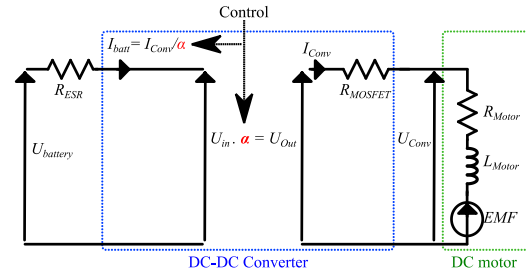 Control
I_batt = I_Conv/α
I_Conv
R_ESR
R_MOSFET
R_Motor
U_battery
U_in . α = U_Out
U_Conv
L_Motor
EMF
DC-DC Converter
DC motor